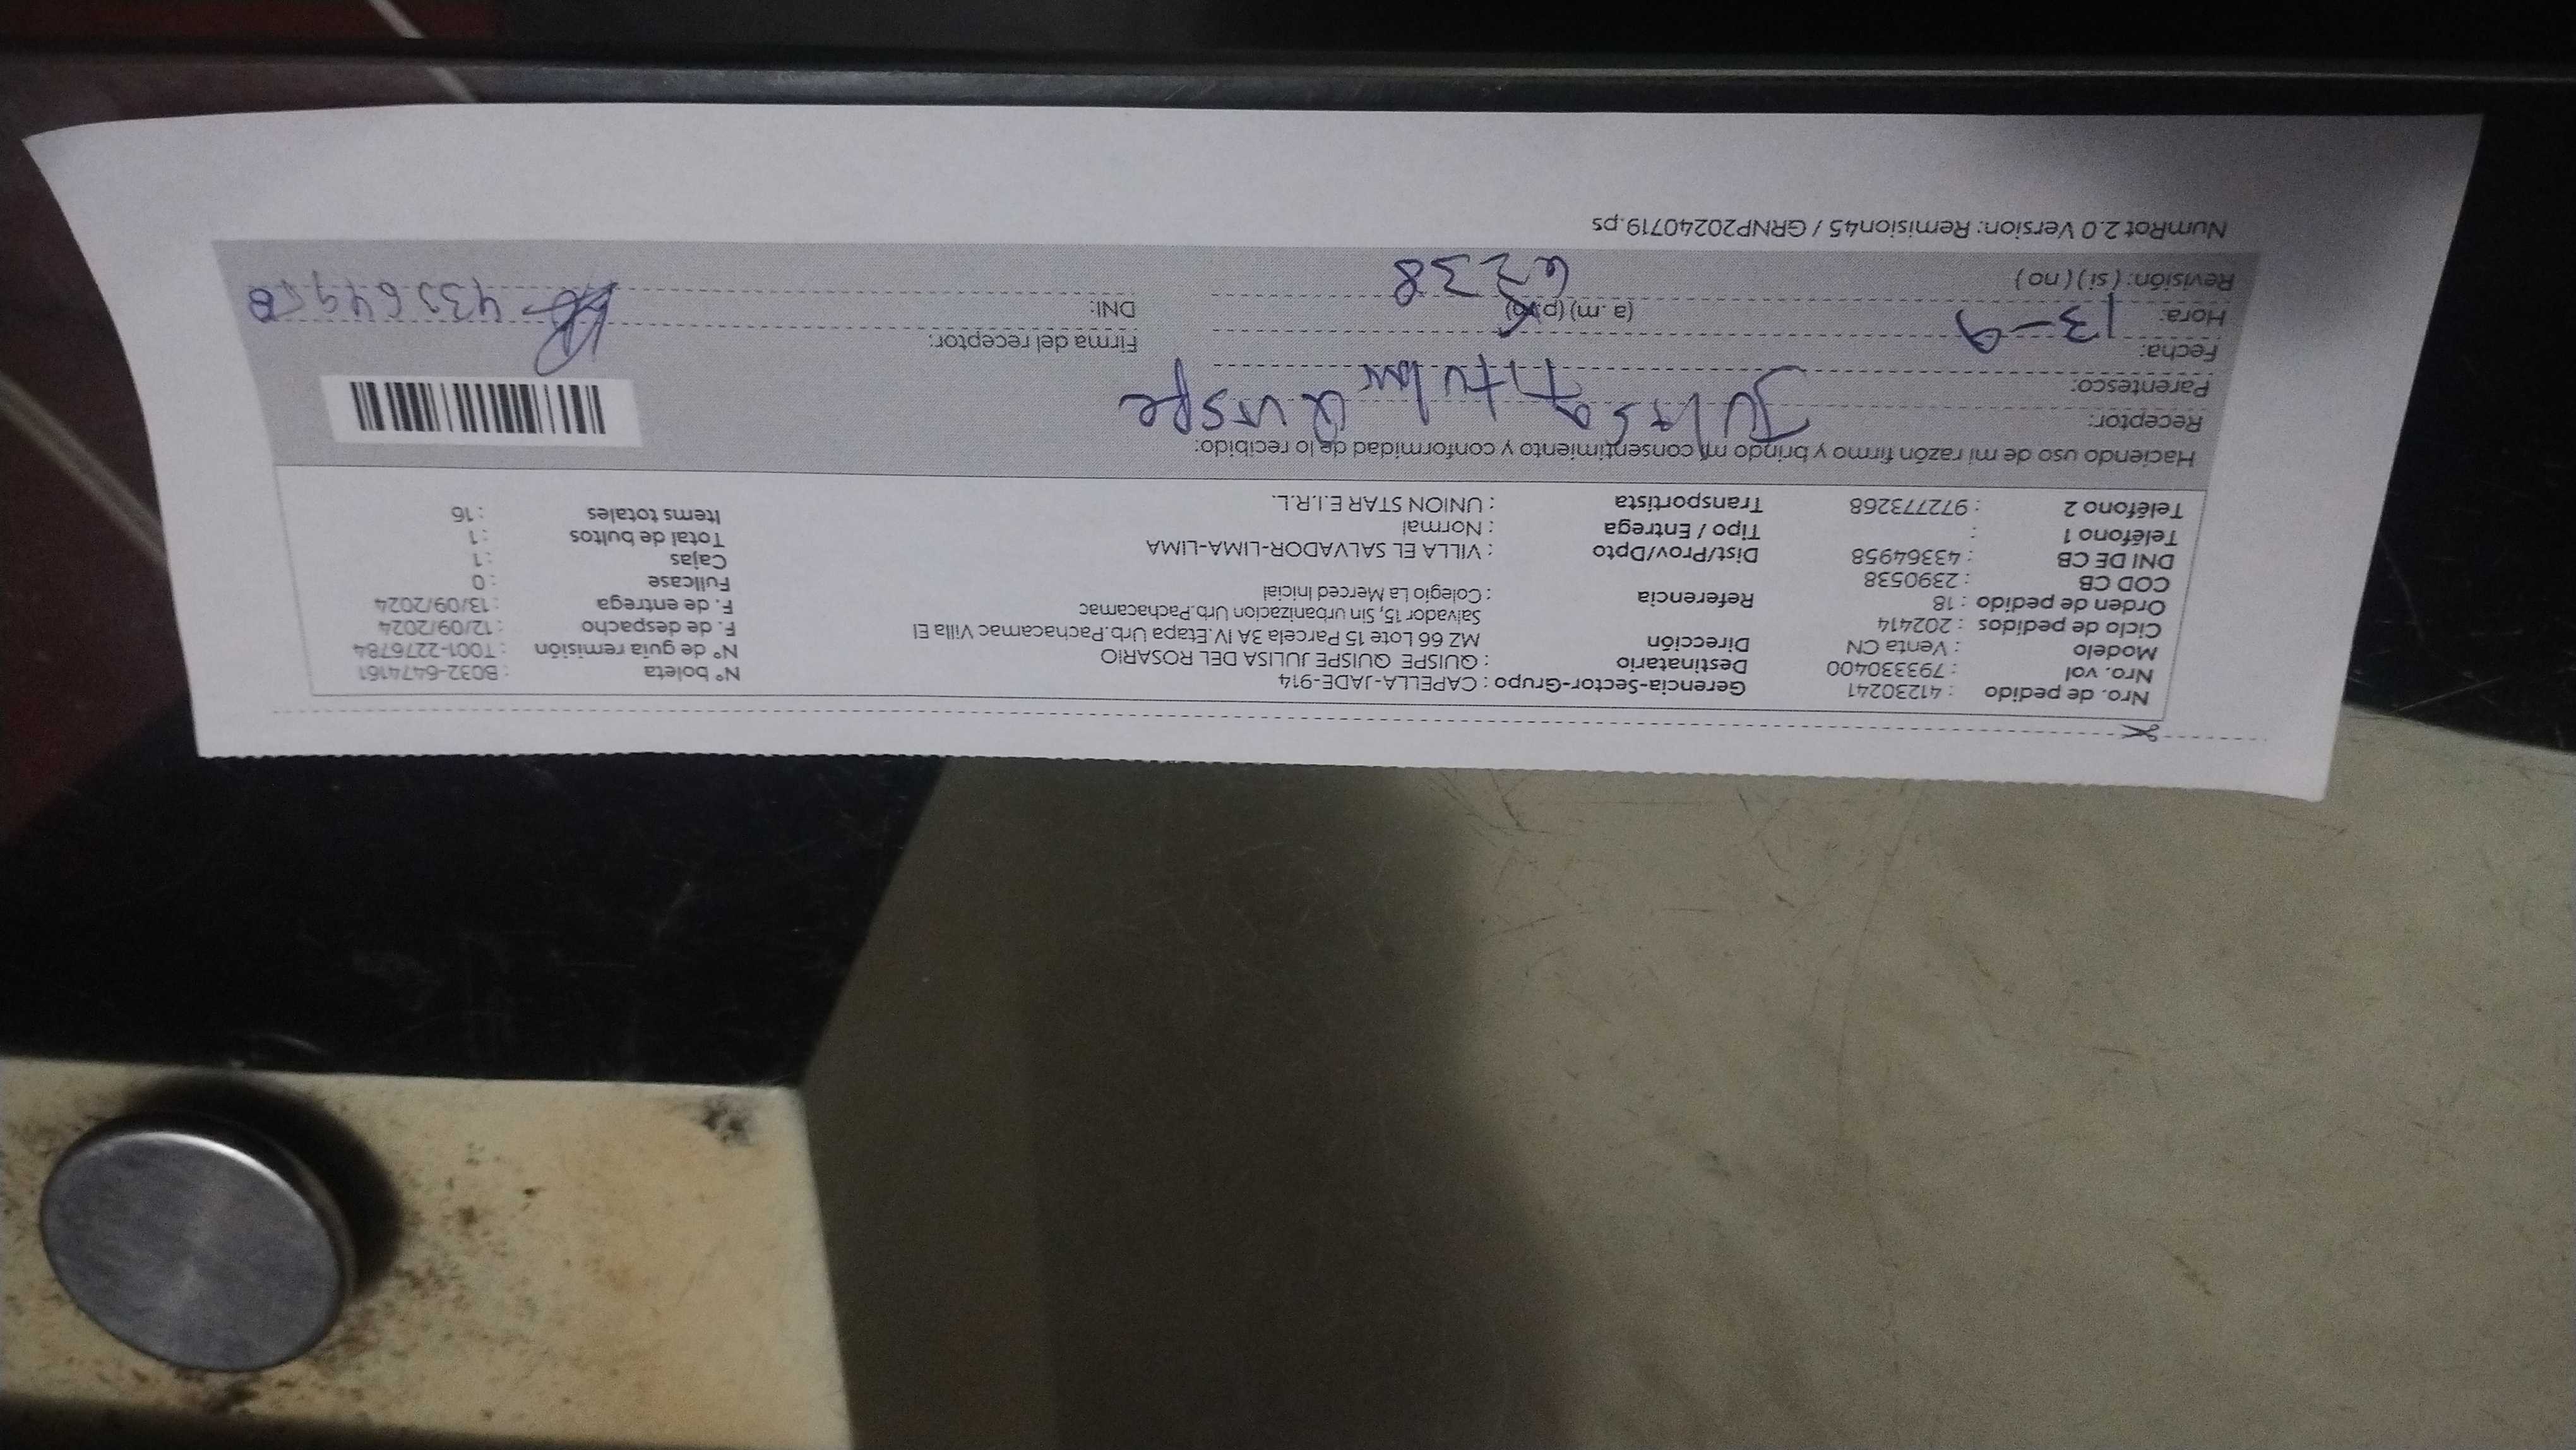 Nro. de pedido : 41230241 Gerencia-Sector-Grupo : CAPELLA-JADE-914 N° boleta : B032-6474161
Nro. vol : 793330400 Destinatario : QUISPE QUISPE JULISA DEL ROSARIO N° de guía remisión : T001-2276784
Modelo : Venta CN Dirección MZ 66 Lote 15 Parcela 3A IV.Etapa Urb.Pachacamac Villa El F. de despacho : 12/09/2024
Ciclo de pedidos : 202414 Salvador 15, Sin urbanizacion Urb.Pachacamac F. de entrega : 13/09/2024
Orden de pedido : 18 Referencia : Colegio La Merced Inicial Fullcase : 0
COD CB : 2390538 Cajas : 1
DNI DE CB : 43364958 Dist/Prov/Dpto : VILLA EL SALVADOR-LIMA-LIMA Total de bultos : 1
Teléfono 1 : Tipo / Entrega : Normal Items totales : 16
Teléfono 2 : 972773268 Transportista : UNION STAR E.I.R.L.
Haciendo uso de mi razón firmo y brindo mi consentimiento y conformidad de lo recibido:
Receptor: Julisa Quispe
Parentesco: Titular
Fecha: 13-9 Firma del receptor:
Hora: (a.m) (p.m) DNI: 43364958
Revisión: ( si ) ( no )
NumRot 2.0 Version: Remision45 / GRNP20240719.ps